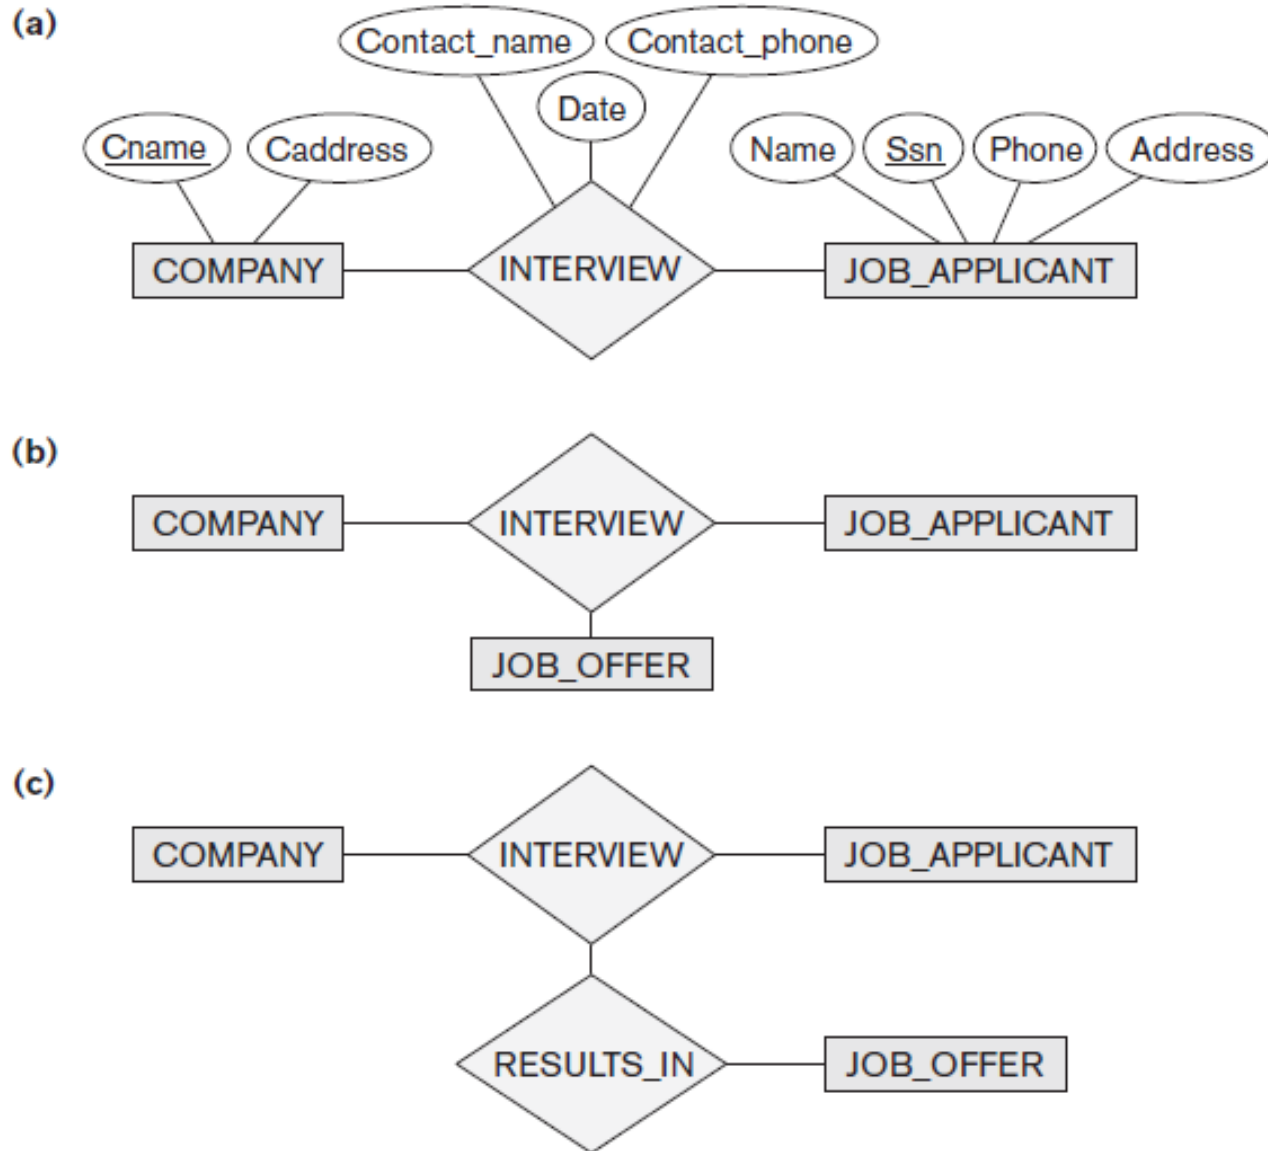 (a)
Contact_name Contact_phone
Date
Cname Caddress Name Ssn Phone Address
COMPANY INTERVIEW JOB_APPLICANT
(b)
COMPANY INTERVIEW JOB_APPLICANT
JOB_OFFER
(c)
COMPANY INTERVIEW JOB_APPLICANT
RESULTS_IN JOB_OFFER